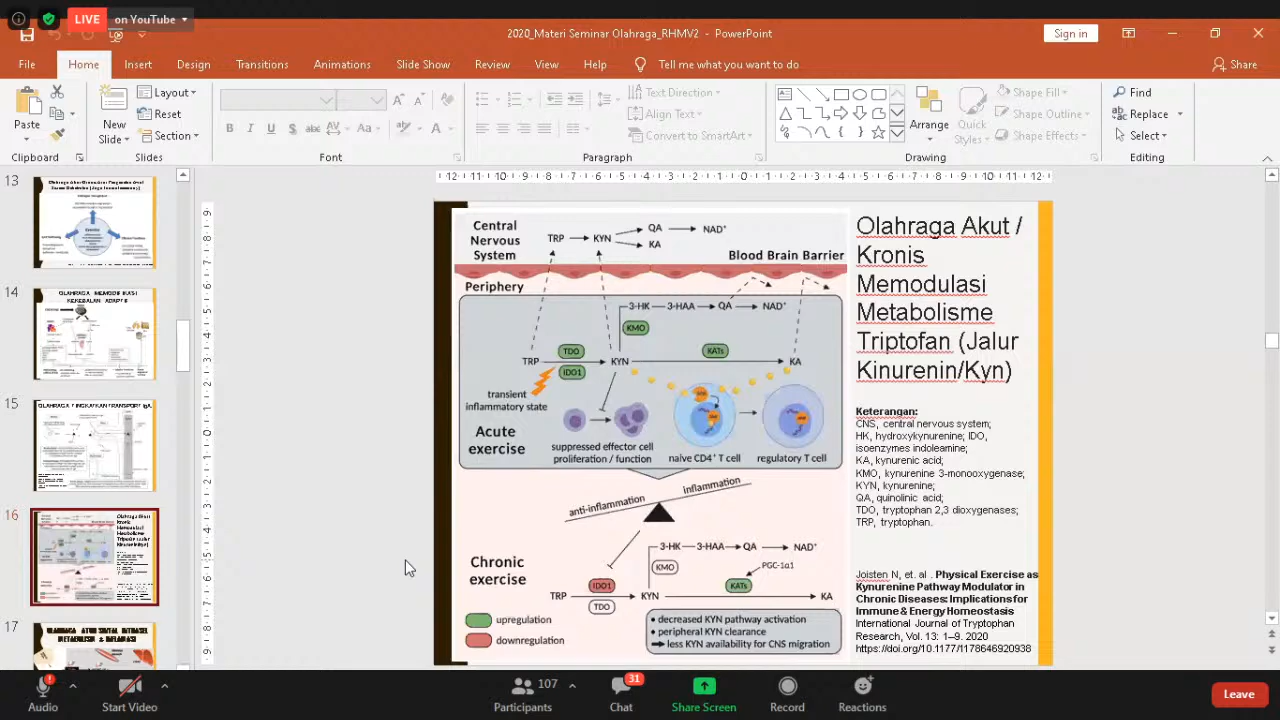 LIVE
on YouTube
2020_Materi Seminar Olahraga_RHMV2 - PowerPoint
Sign in
File
Home
Insert
Design
Transitions
Animations
Slide Show
Review
View
Help
Tell me what you want to do
Share
Paste
Clipboard
New
Slide
Layout
Reset
Section
Slides
B
I
U
S
abc
AV
Aa
A
Font
Text Direction
Align Text
Convert to SmartArt
Paragraph
Arrange
Quick
Styles
Shape Fill
Shape Outline
Shape Effects
Drawing
Find
Replace
Select
Editing
13
14
15
16
17
Central
Nervous
System
TRP
KYN
QA
NAD+
KA
Blood Brain Barrier
Periphery
3-HK
3-HAA
QA
NAD+
KMO
TDO
KATs
TRP
KYN
KA
IDO1
transient
inflammatory state
Acute
exercise
suppressed effector cell
proliferation / function
naive CD4+ T cell
regulatory T cell
anti-inflammation
Inflammation
Chronic
exercise
3-HK
3-HAA
QA
NAD+
KMO
PGC-1α1
IDO1
KATs
TRP
KYN
KA
TDO
upregulation
downregulation
• decreased KYN pathway activation
• peripheral KYN clearance
➡ less KYN availability for CNS migration
Olahraga Akut /
Kronis
Memodulasi
Metabolisme
Triptofan (Jalur
Kinurenin/Kyn)
Keterangan:
CNS, central nervous system;
HK, hydroxykynurenine; IDO,
isoenzymes indoleamine;
KA, kynurenic acid;
KMO, kynurenine 3-monoxygenase;
KYN, kynurenine;
QA, quinolinic acid;
TDO, tryptophan 2,3 dioxygenases;
TRP, tryptophan.
Joisten N, et. al . Physical Exercise as
Kynurenine Pathway Modulator in
Chronic Diseases: Implications for
Immune & Energy Homeostasis
International Journal of Tryptophan
Research, Vol. 13: 1–3. 2020
https://doi.org/10.1177/1178646920938
Audio
Start Video
107
Participants
31
Chat
Share Screen
Record
Reactions
Leave